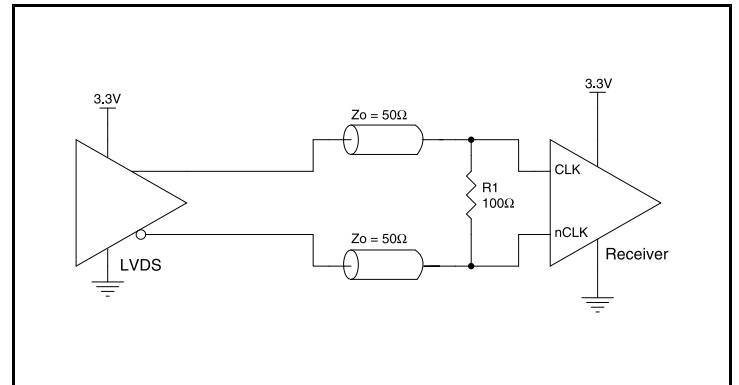 3.3V
3.3V
Zo = 50Ω
CLK
R1
100Ω
nCLK
Zo = 50Ω
LVDS
Receiver